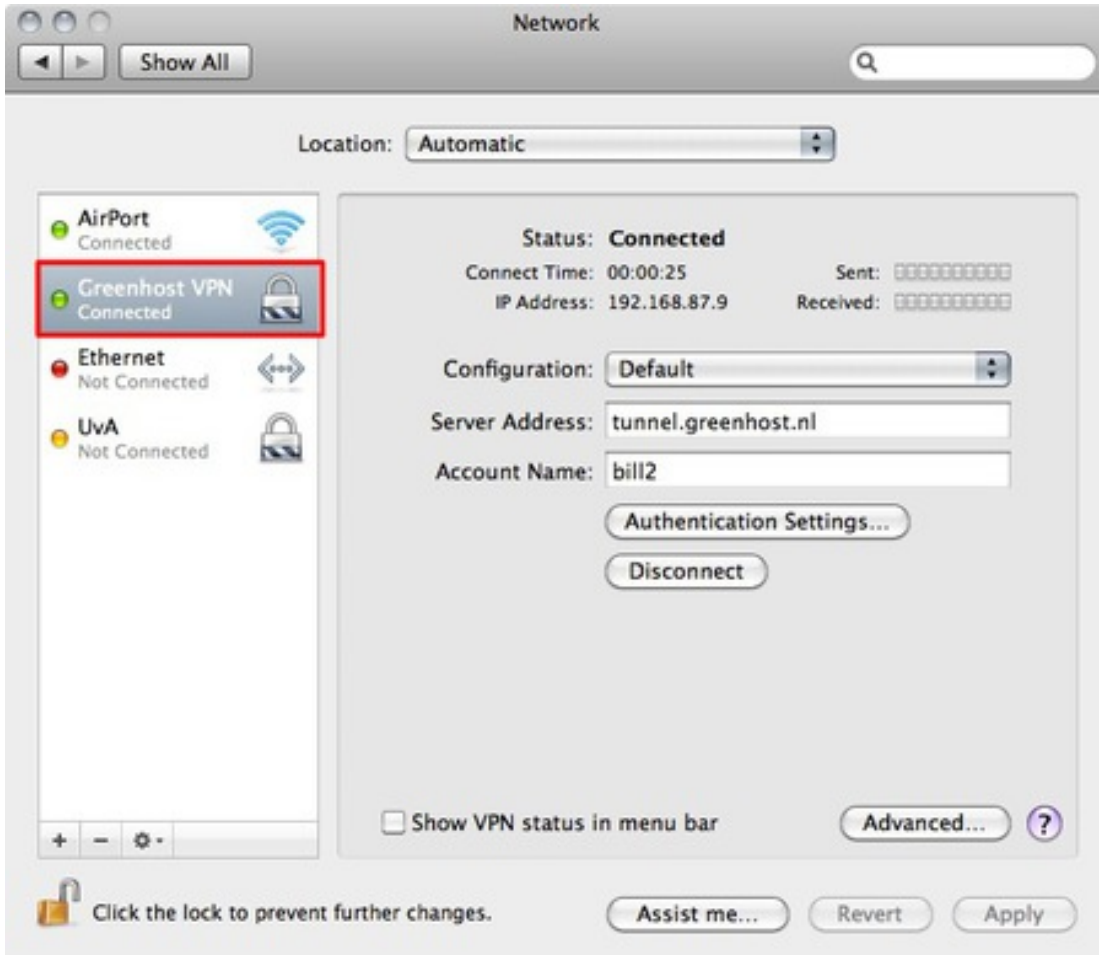 Network
Show All
Location: Automatic
AirPort
Connected
Greenhost VPN
Connected
Ethernet
Not Connected
UvA
Not Connected
Status: Connected
Connect Time: 00:00:25 Sent:
IP Address: 192.168.87.9 Received:
Configuration: Default
Server Address: tunnel.greenhost.nl
Account Name: bill2
Authentication Settings...
Disconnect
Show VPN status in menu bar
Advanced... ?
Click the lock to prevent further changes.
Assist me... Revert Apply